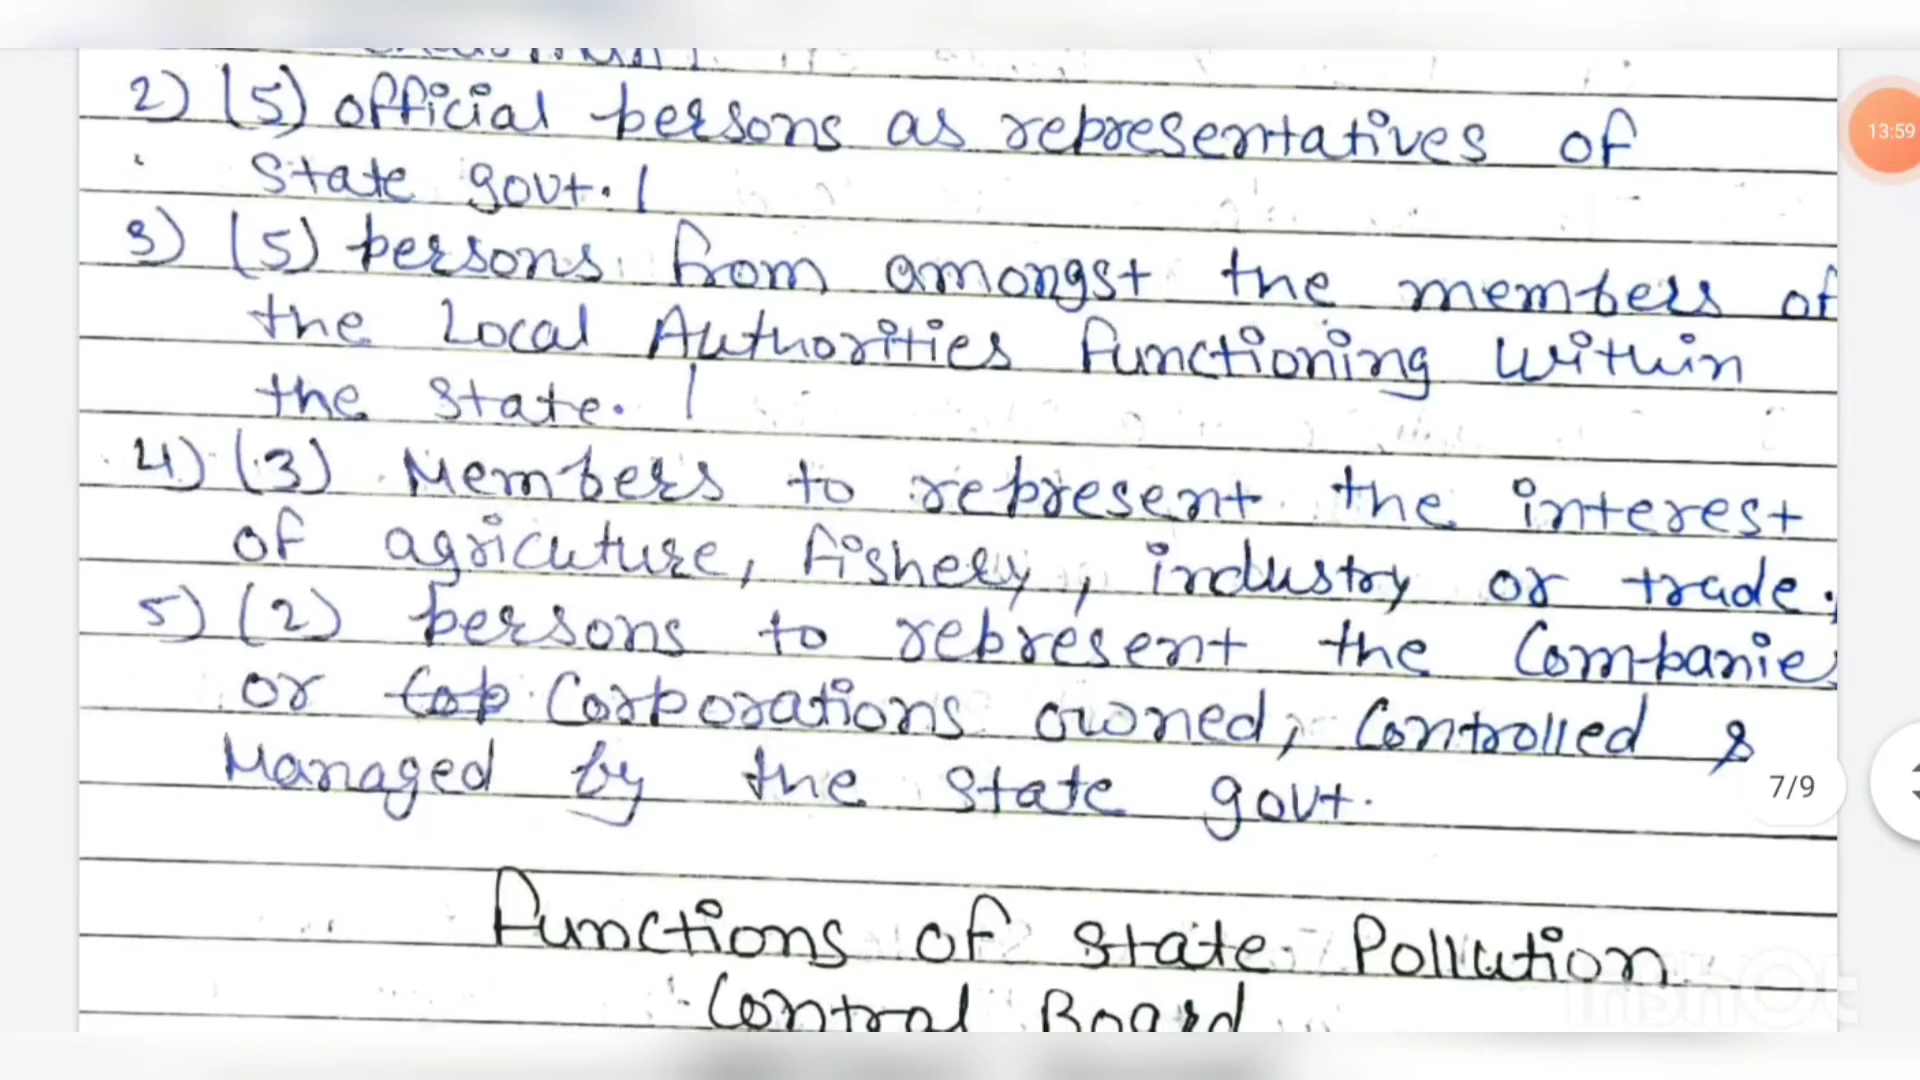 2) (5) official persons as representatives of
State govt. |
3) (5) persons from amongst the members of
the Local Authorities functioning within
the State. |
4) (3) Members to represent the interest
of agricuture, fishery, industry or trade.
5) (2) persons to represent the Companie
or Cop Corporations owned, Controlled &
Managed by the State govt.
Functions of State Pollution
Control Board
13:59
7/9
InShOt